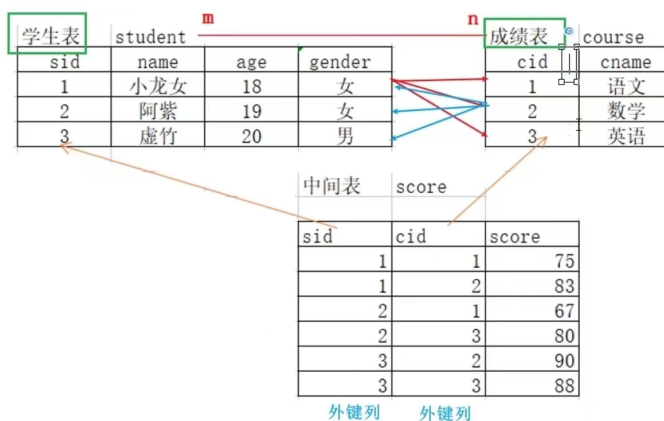 m n
学生表 student 成绩表 course
sid name age gender cid cname
1 小龙女 18 女 1 语文
2 阿紫 19 女 2 数学
3 虚竹 20 男 3 英语
中间表 score
sid cid score
1 1 75
1 2 83
2 1 67
2 3 80
3 2 90
3 3 88
外键列 外键列